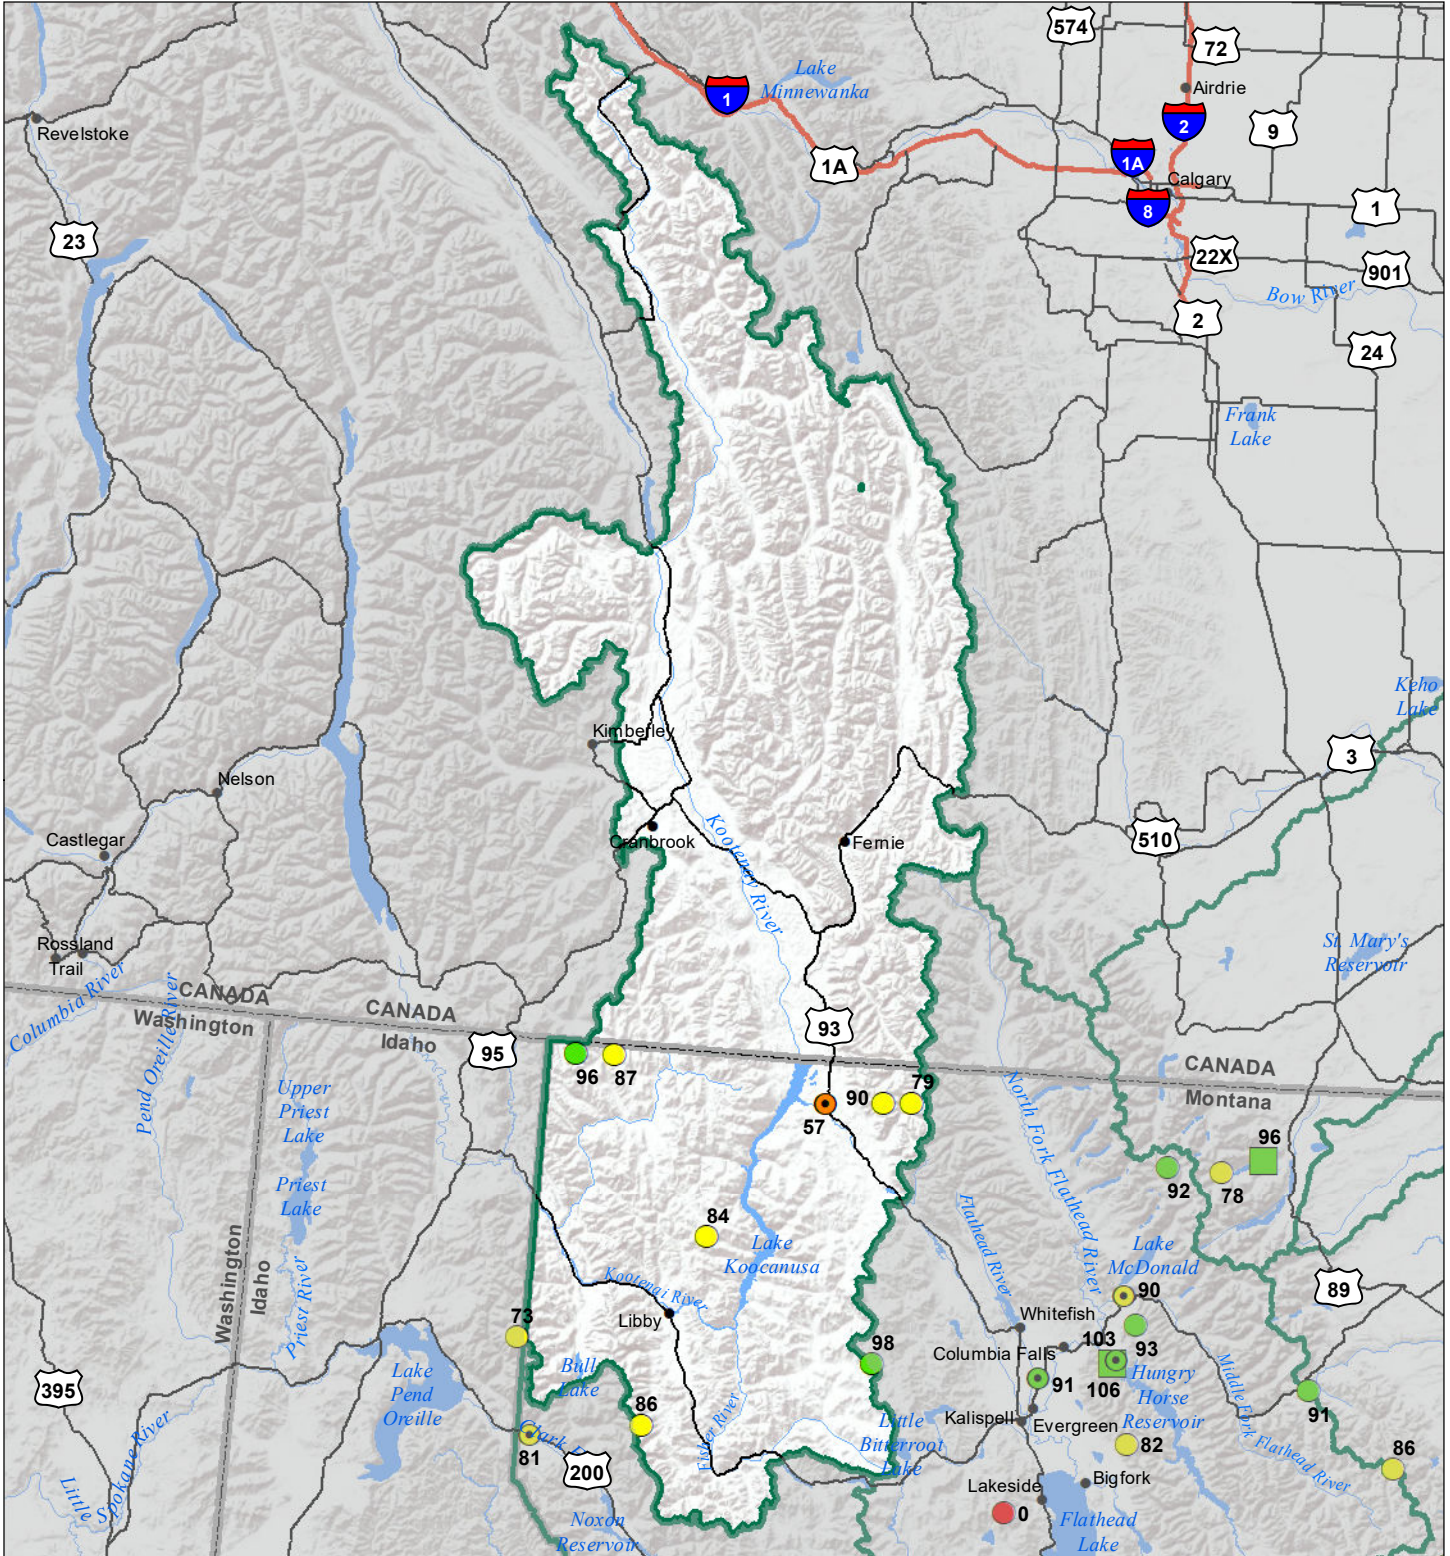 574
72
Lake
Minnewanka
Airdrie
1
2
9
Revelstoke
1A
1A
Calgary
8
1
23
22X
901
Bow River
2
24
Frank
Lake
Keho
Lake
Kimberley
3
Nelson
Kootenay River
Castlegar
Cranbrook
Fernie
510
Rossland
Trail
St. Mary's
Reservoir
Columbia River
CANADA
Washington
Pend Oreille River
CANADA
Idaho
95
93
CANADA
Montana
96
87
90
79
57
Upper
Priest
Lake
North Fork Flathead River
96
92
78
Priest
Lake
Flathead River
84
Lake
Koocanusa
Lake
McDonald
Washington
Idaho
Priest River
Kootenai River
89
90
Libby
Whitefish
73
103
93
Columbia Falls
98
Bull
Lake
Lake
Pend
Oreille
395
106
91
Hungry
Horse
Reservoir
Middle Fork Flathead River
91
86
Kalispell
Evergreen
Fisher River
Little
Bitterroot
Lake
82
81
200
86
Little Spokane River
Bigfork
Lakeside
0
Noxon
Reservoir
Flathead
Lake